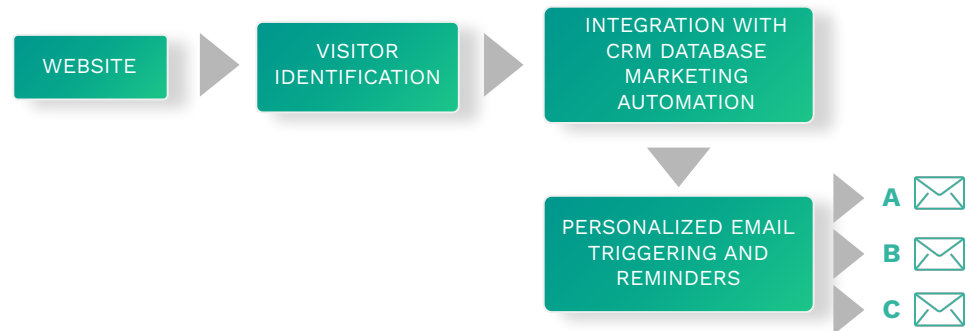 WEBSITE
VISITOR
IDENTIFICATION
INTEGRATION WITH
CRM DATABASE
MARKETING
AUTOMATION
PERSONALIZED EMAIL
TRIGGERING AND
REMINDERS
A
B
C